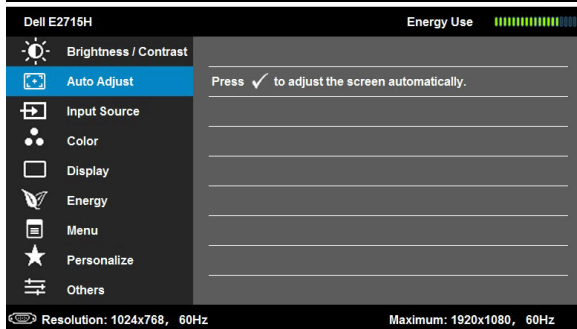 Dell E2715H Energy Use
Brightness / Contrast
Auto Adjust Press ✓ to adjust the screen automatically.
Input Source
Color
Display
Energy
Menu
Personalize
Others
Resolution: 1024x768, 60Hz Maximum: 1920x1080, 60Hz